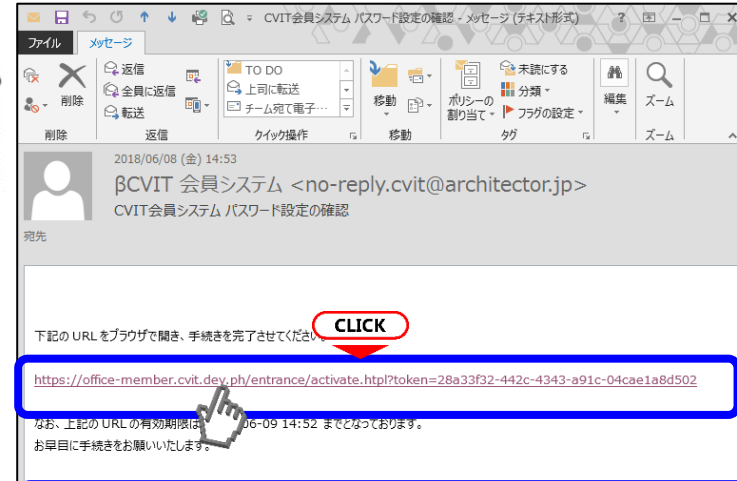 CVIT会員システム パスワード設定の確認 - メッセージ (テキスト形式)
ファイル メッセージ
削除
返信
全員に返信
転送
TO DO
上司に転送
チーム宛て電子…
移動
ポリシーの
割り当て
未読にする
分類
フラグの設定
編集
ズーム
削除 返信 クイック操作 移動 タグ ズーム
2018/06/08 (金) 14:53
βCVIT 会員システム <no-reply.cvit@architector.jp>
CVIT会員システム パスワード設定の確認
宛先
下記の URL をブラウザで開き、手続きを完了させてください。
CLICK
https://office-member.cvit.dey.ph/entrance/activate.htpl?token=28a33f32-442c-4343-a91c-04cae1a8d502
なお、上記の URL の有効期限は 06-09 14:52 までとなっております。
お早目に手続きをお願いいたします。